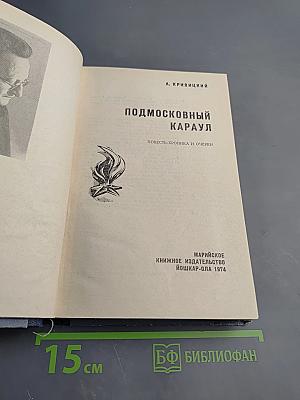 А. КРИВИЦКИЙ
ПОДМОСКОВНЫЙ
КАРАУЛ
ПОВЕСТЬ-ХРОНИКА И ОЧЕРКИ
МАРИЙСКОЕ
КНИЖНОЕ ИЗДАТЕЛЬСТВО
ЙОШКАР-ОЛА 1974
15 см
БФ БИБЛИОФАН